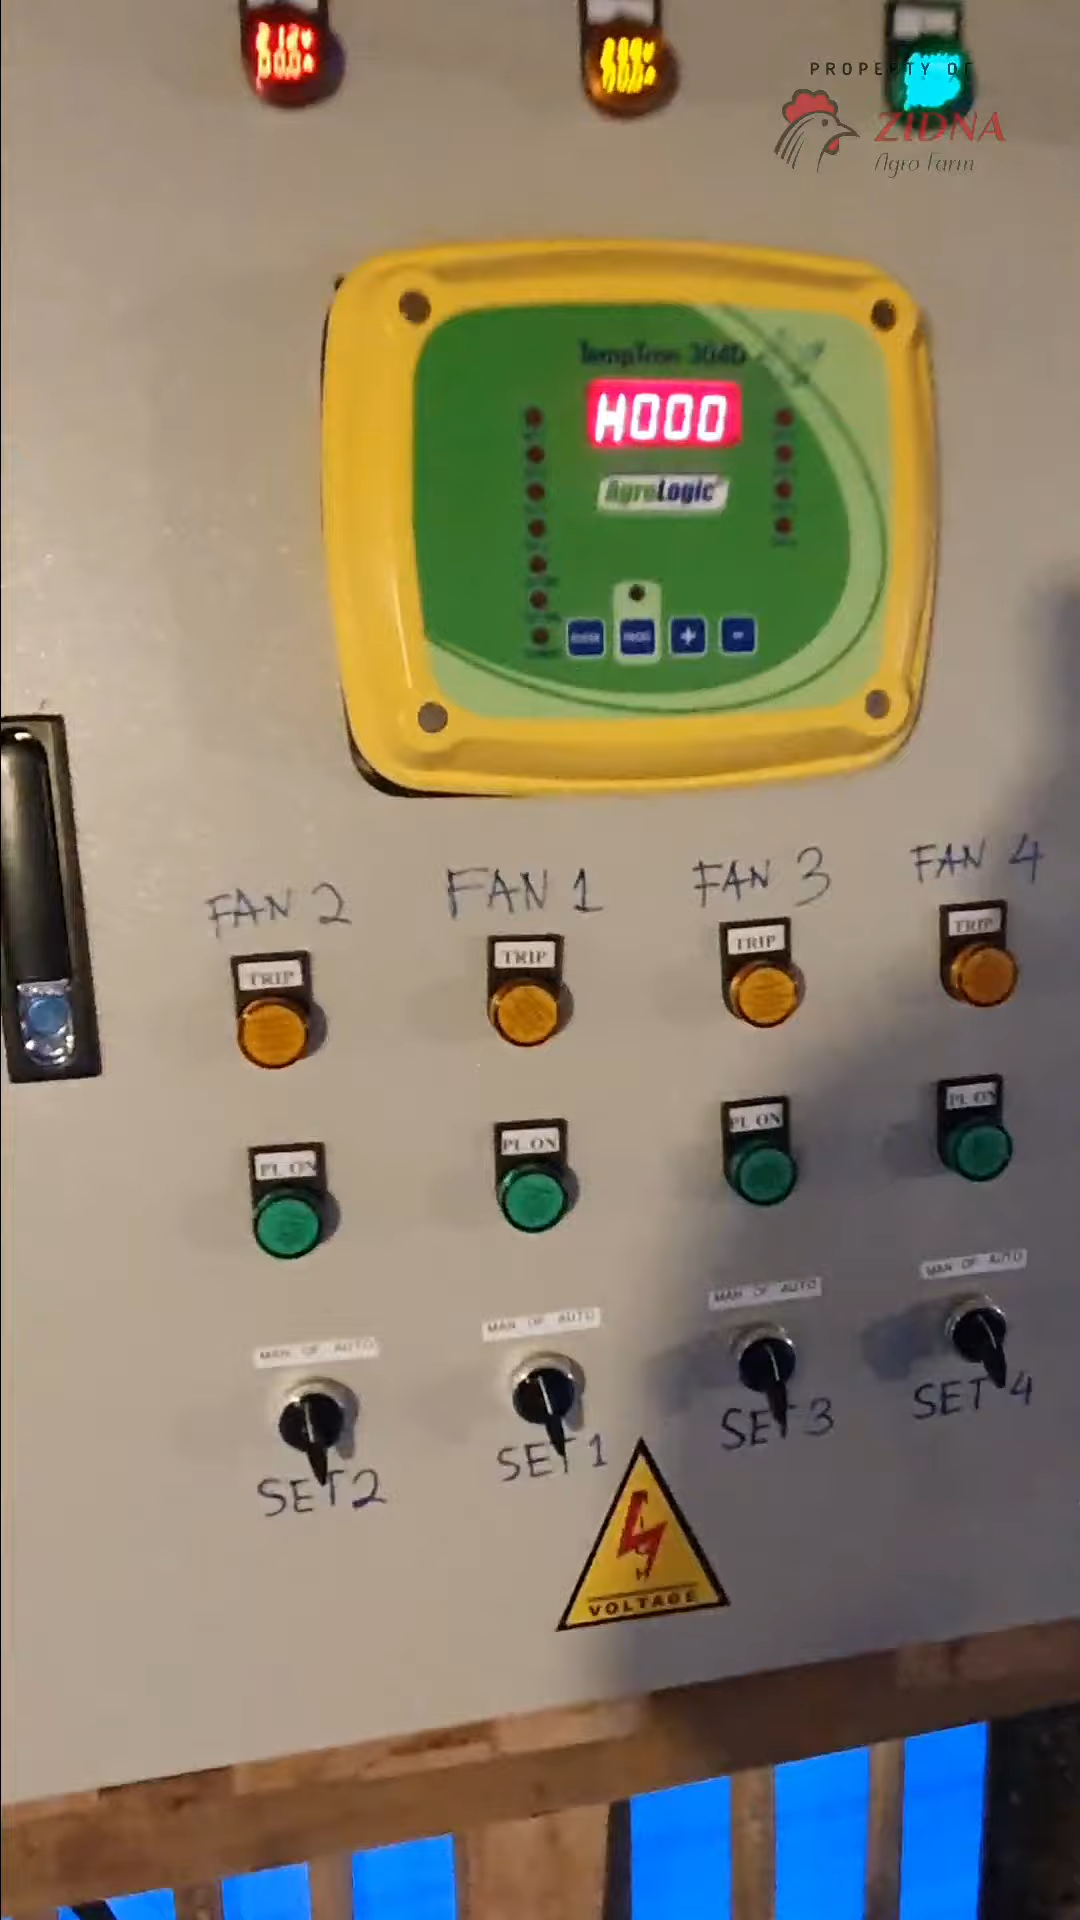 PROPERTY OF
ZIDNA
Agro Farm
H000
AgroLogic
+
-
FAN 2
FAN 1
FAN 3
FAN 4
TRIP
TRIP
TRIP
TRIP
PL ON
PL ON
PL ON
PL ON
MAN OF AUTO
MAN OF AUTO
MAN OF AUTO
MAN OF AUTO
SET 2
SET 1
SET 3
SET 4
VOLTAGE